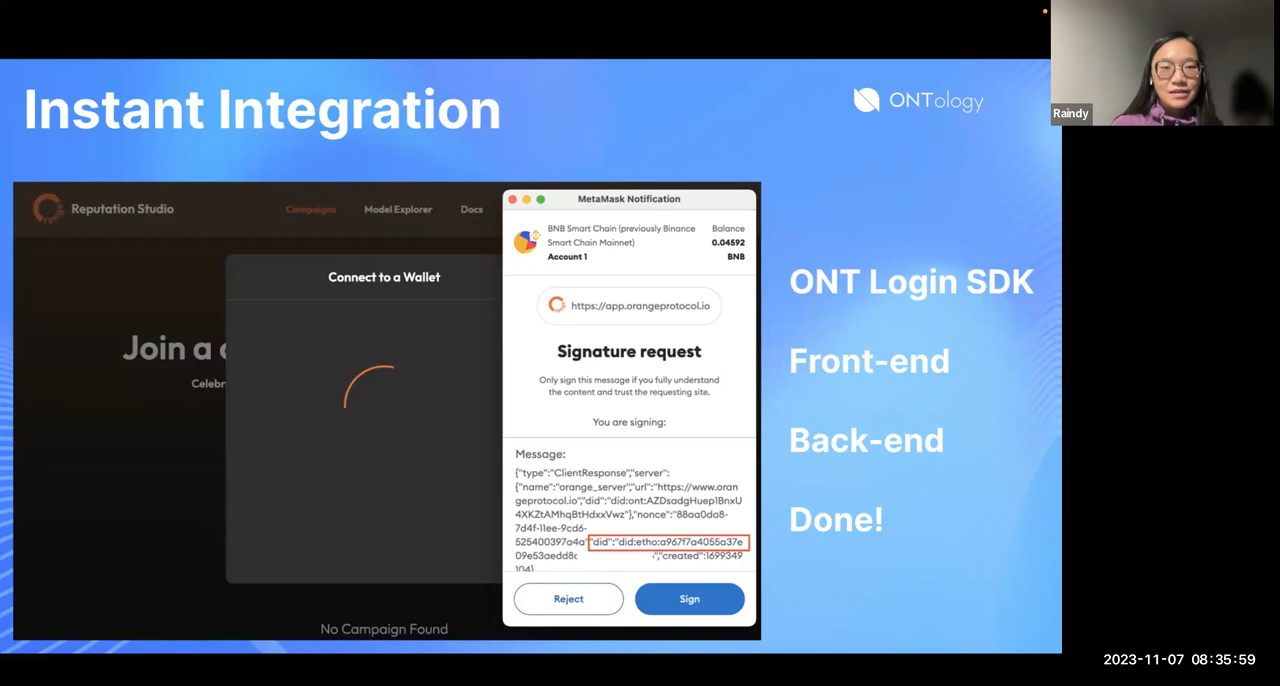 Instant Integration
ONTology
Raindy
Reputation Studio
Campaigns
Model Explorer
Docs
Connect to a Wallet
Join a c
Celebr
No Campaign Found
MetaMask Notification
BNB Smart Chain (previously Binance
Smart Chain Mainnet)
Account 1
Balance
0.04592
BNB
https://app.orangeprotocol.io
Signature request
Only sign this message if you fully understand
the content and trust the requesting site.
You are signing:
Message:
{"type":"ClientResponse","server":
{"name":"orange_server","url":"https://www.oran
geprotocol.io","did":"did:ont:AZDsadgHuep1BnxU
4XKZtAMhqBtHdxxVwz"},"nonce":"88aa0da8-
7d4f-11ee-9cd6-
525400397a4a","did":"did:etho:a967f7a4055a37e
09e53aedd8c ","created":1699349
104}
Reject
Sign
ONT Login SDK
Front-end
Back-end
Done!
2023-11-07 08:35:59